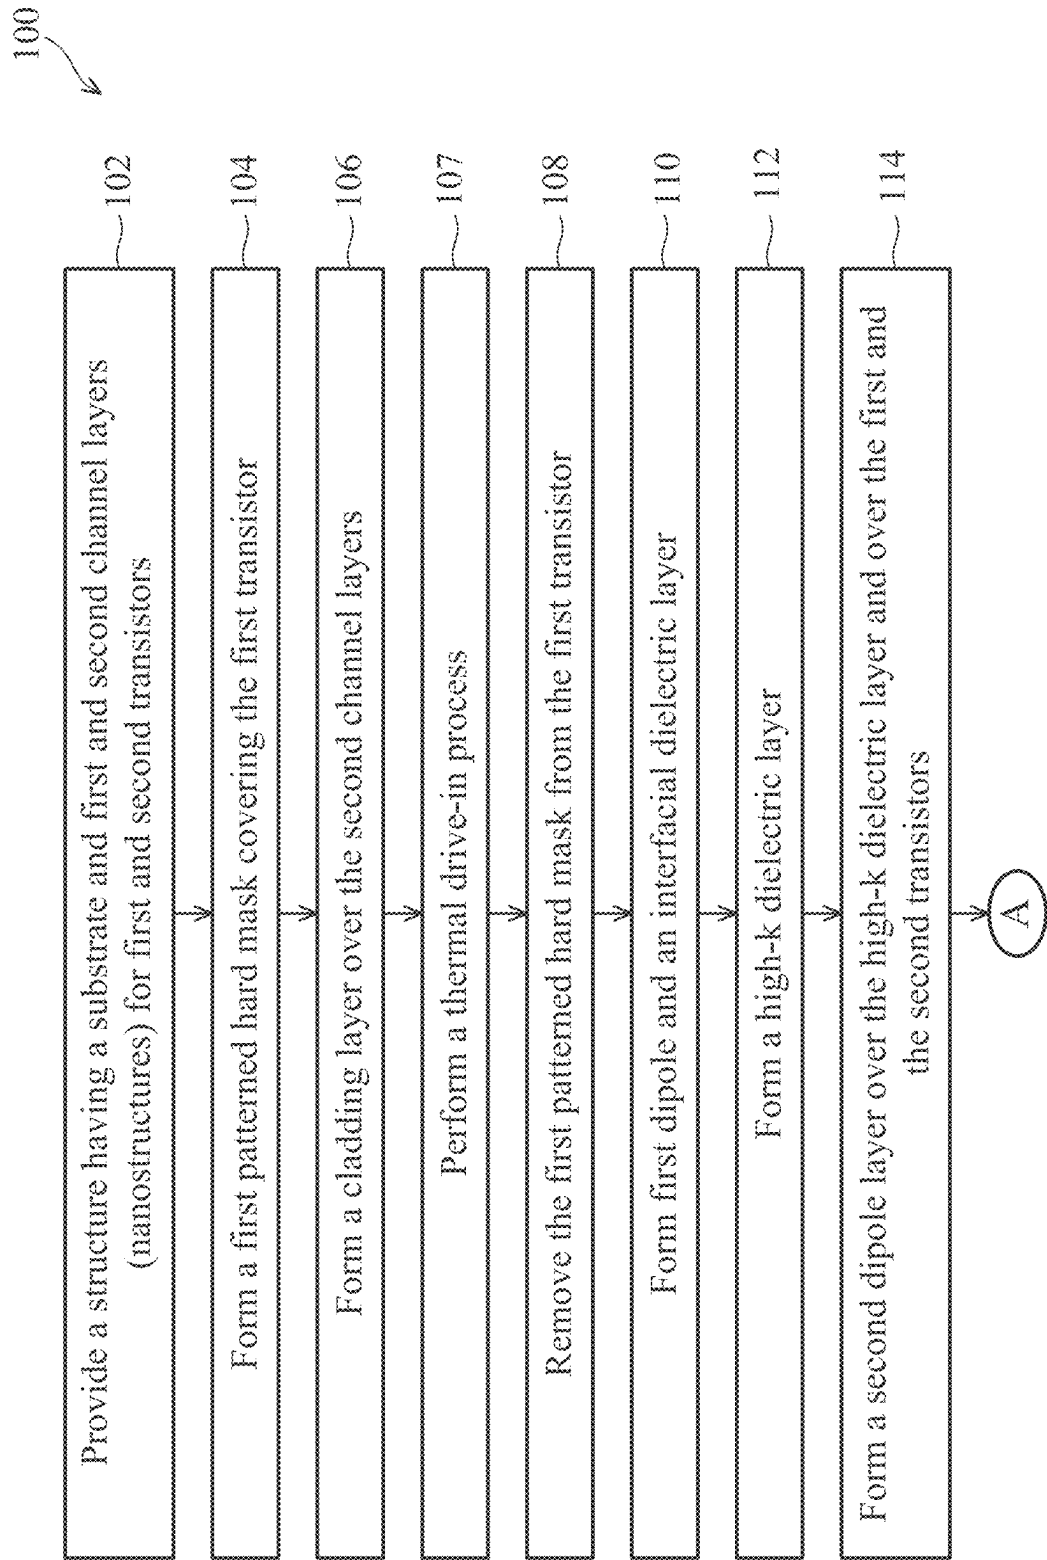 100
Provide a structure having a substrate and first and second channel layers
(nanostructures) for first and second transistors
102
Form a first patterned hard mask covering the first transistor
104
Form a cladding layer over the second channel layers
106
Perform a thermal drive-in process
107
Remove the first patterned hard mask from the first transistor
108
Form first dipole and an interfacial dielectric layer
110
Form a high-k dielectric layer
112
Form a second dipole layer over the high-k dielectric layer and over the first and
the second transistors
114
A